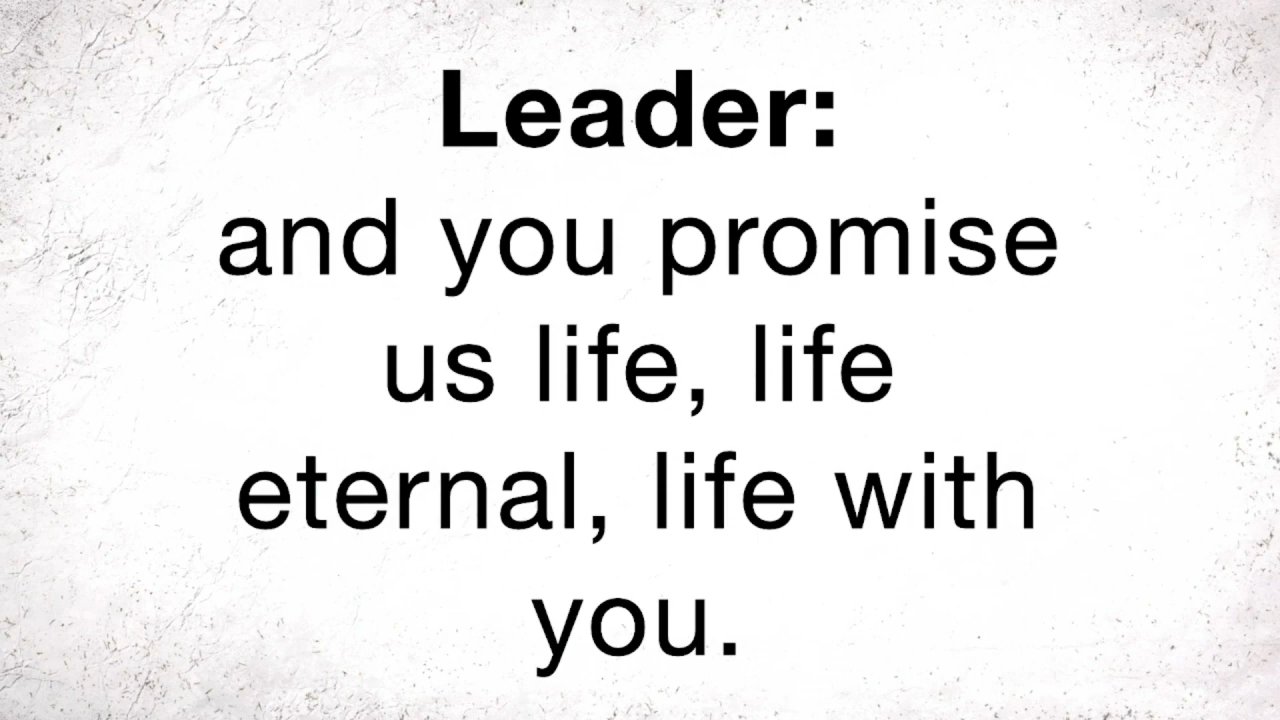 Leader:
and you promise
us life, life
eternal, life with
you.